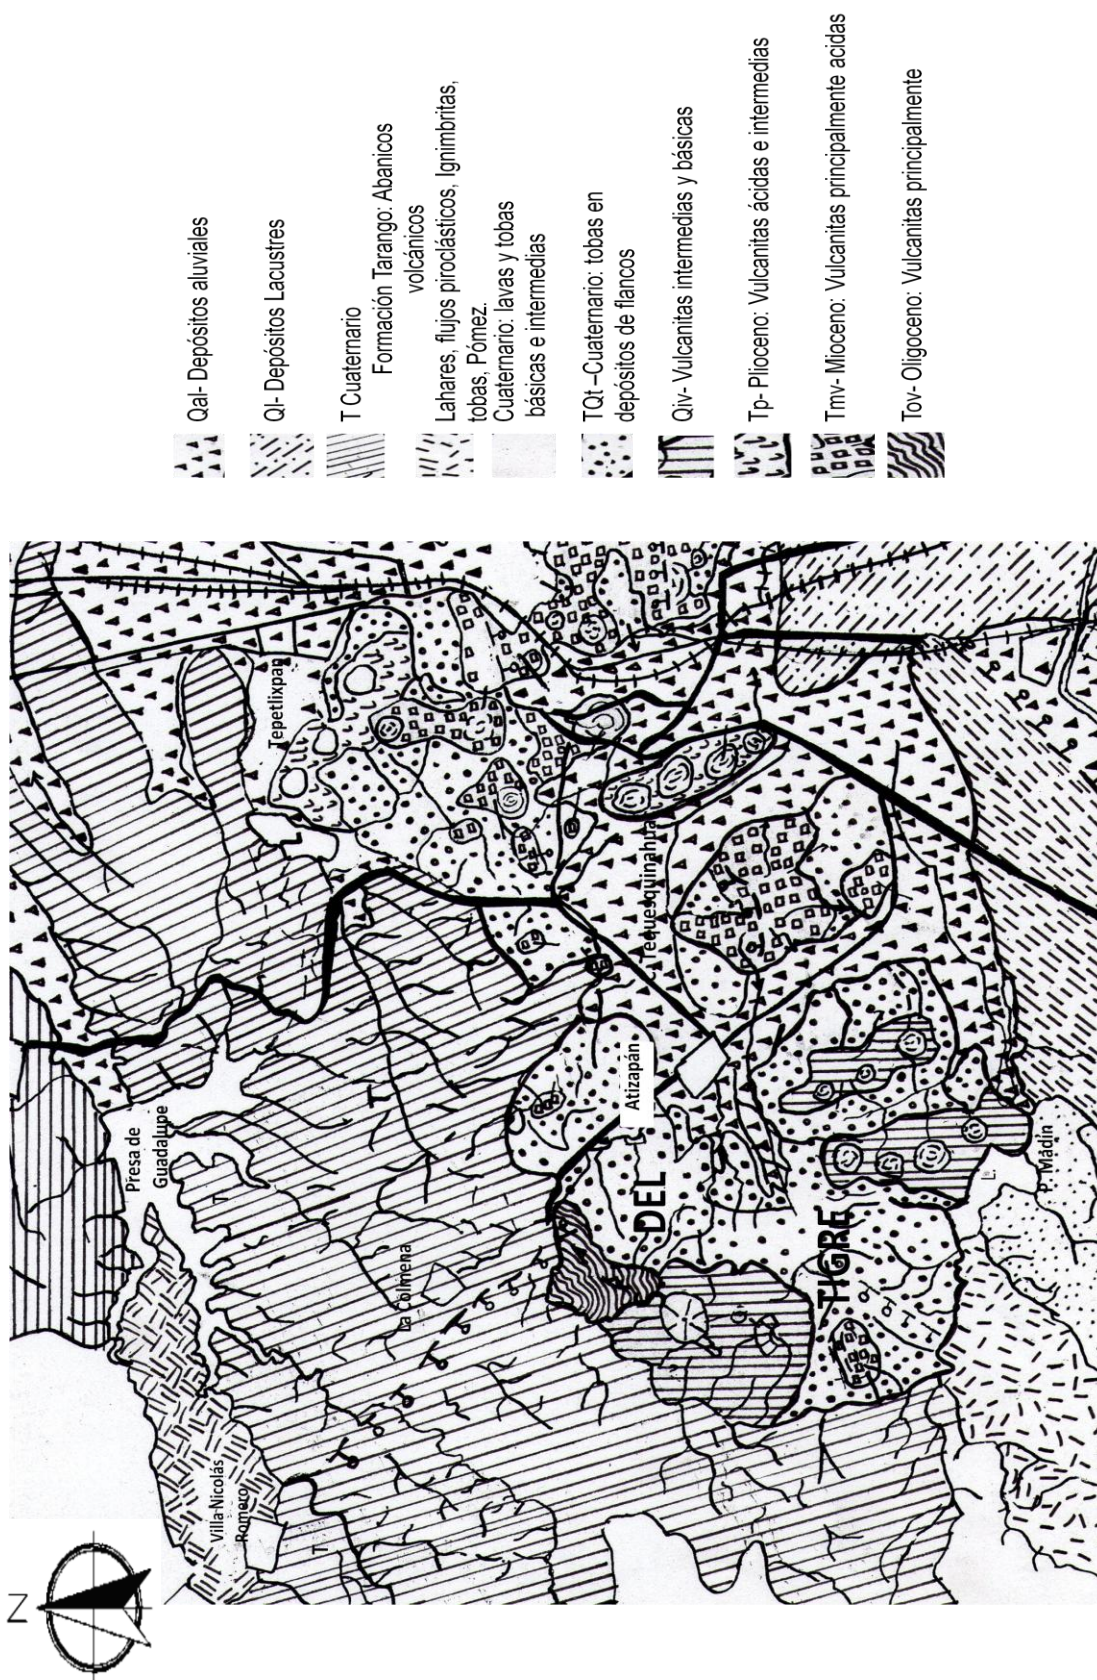 Qal- Depósitos aluviales
Ql- Depósitos Lacustres
T Cuaternario
Formación Tarango: Abanicos
volcánicos
Lahares, flujos piroclásticos, Ignimbritas,
tobas, Pómez.
Cuaternario: lavas y tobas
básicas e intermedias
TQt –Cuaternario: tobas en
depósitos de flancos
Qiv- Vulcanitas intermedias y básicas
Tp- Plioceno: Vulcanitas ácidas e intermedias
Tmv- Mioceno: Vulcanitas principalmente acidas
Tov- Oligoceno: Vulcanitas principalmente
N
Tepetlixpan
Presa de
Guadalupe
Villa Nicolás
Romero
La Colmena
Tequesquinahua
Atizapán
DEL
TIGRE
P. Mádin
L.
T
T
T